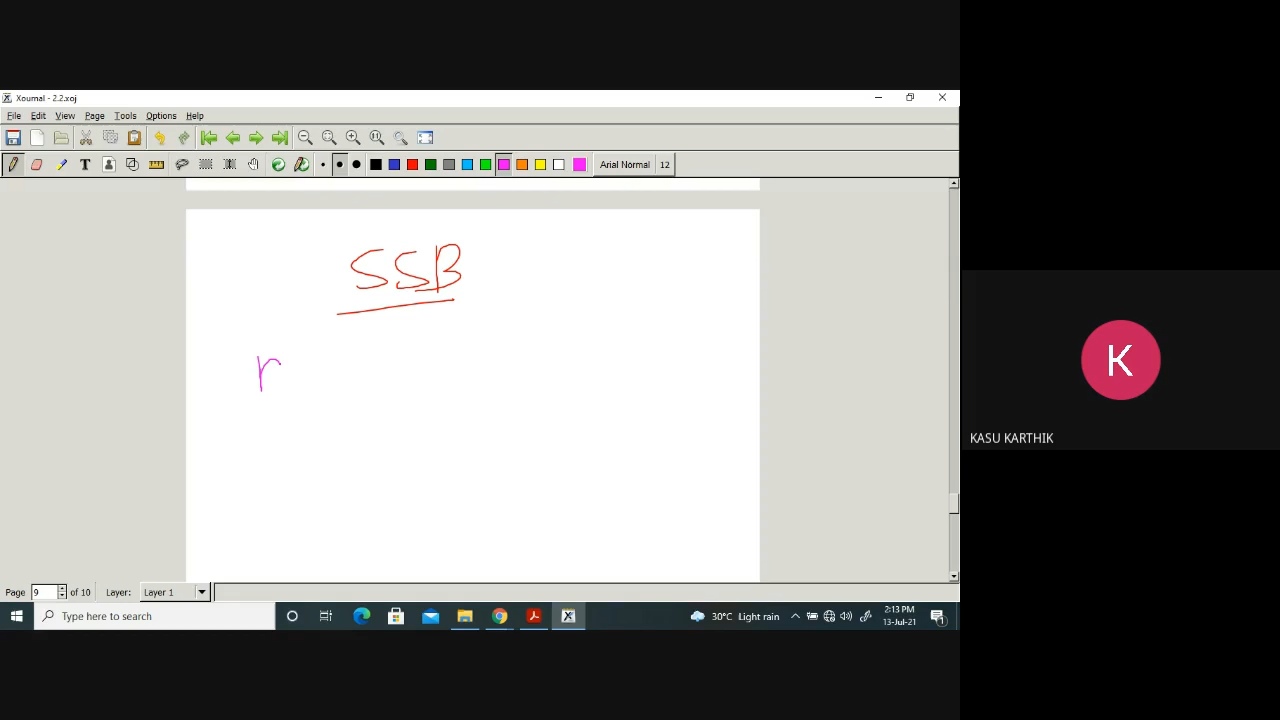 Xournal - 2.2.xoj
File Edit View Page Tools Options Help
Arial Normal 12
SSB
r
K
KASU KARTHIK
Page 9 of 10 Layer: Layer 1
Type here to search
30°C Light rain
2:13 PM
13-Jul-21
1